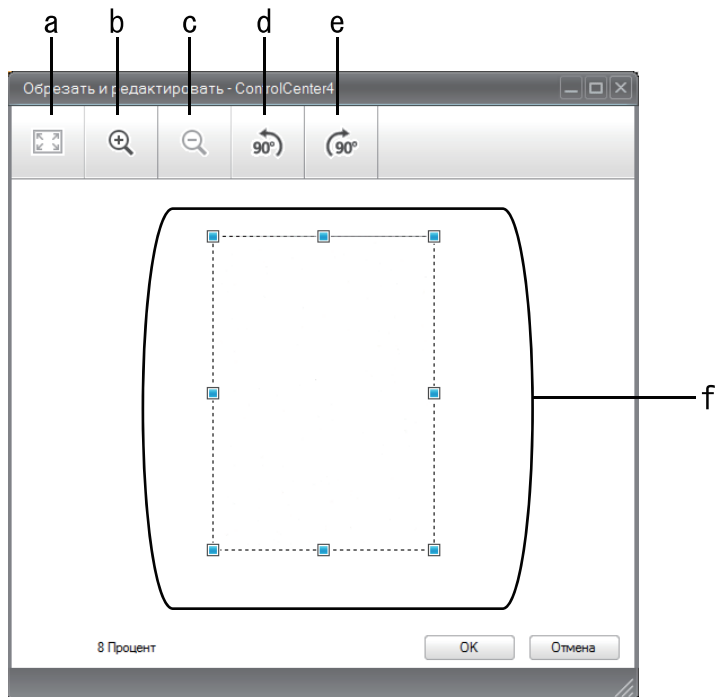 a b c d e
Обрезать и редактировать - ControlCenter4
90° 90°
f
8 Процент OK Отмена